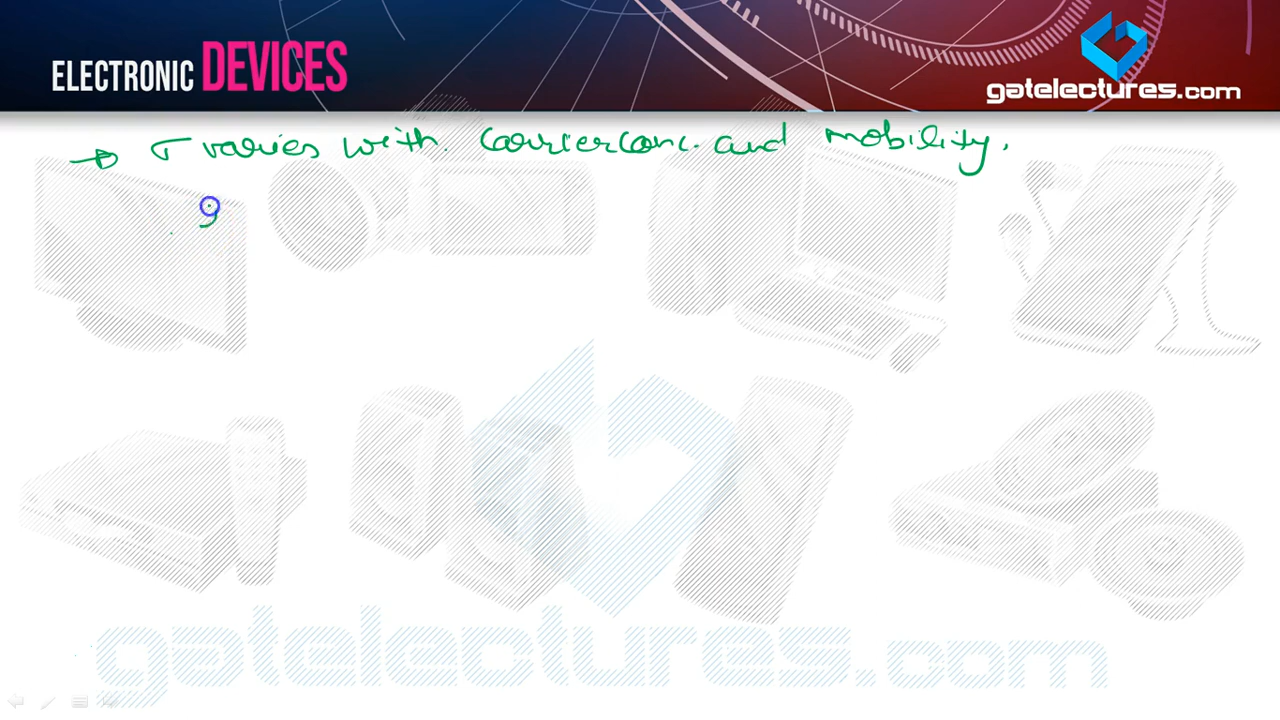 ELECTRONIC DEVICES
gatelectures.com
→ σ varies with carrier conc. and mobility.
gatelectures.com